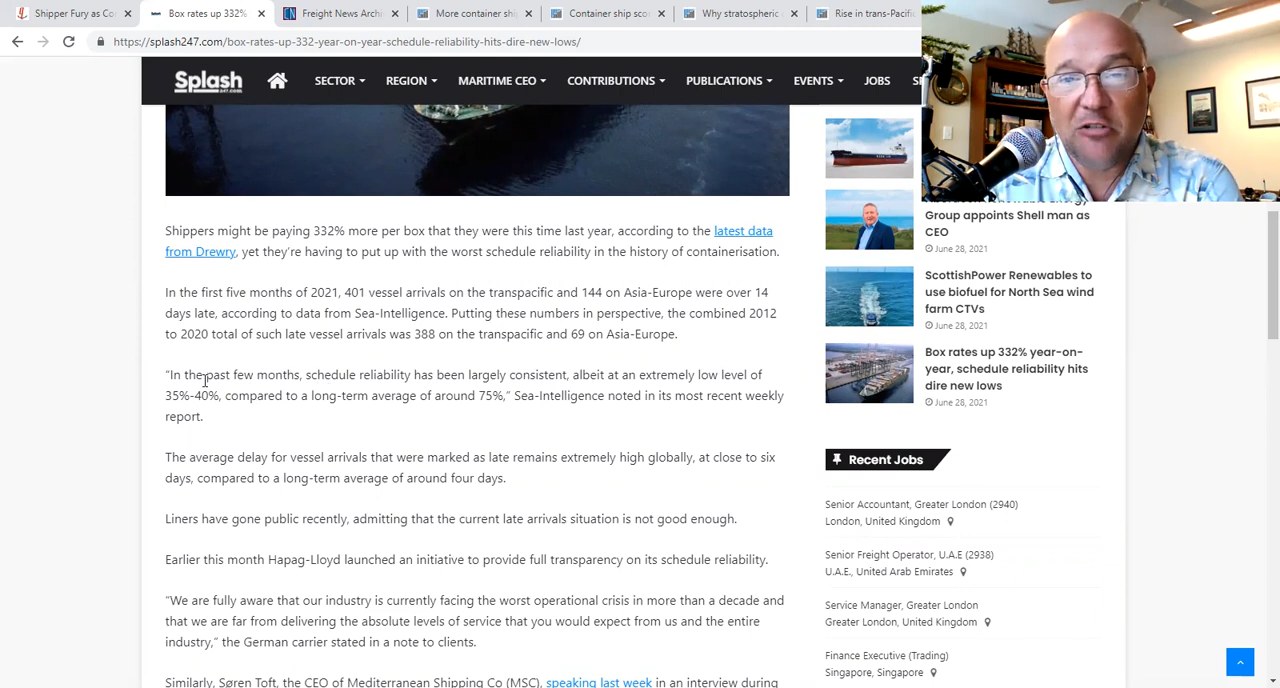 Shipper Fury as Co
Box rates up 332%
Freight News Archi
More container shi
Container ship sco
Why stratospheric
Rise in trans-Pacifi
https://splash247.com/box-rates-up-332-year-on-year-schedule-reliability-hits-dire-new-lows/
Splash
247.com
SECTOR
REGION
MARITIME CEO
CONTRIBUTIONS
PUBLICATIONS
EVENTS
JOBS
Shippers might be paying 332% more per box that they were this time last year, according to the latest data
from Drewry, yet they're having to put up with the worst schedule reliability in the history of containerisation.
In the first five months of 2021, 401 vessel arrivals on the transpacific and 144 on Asia-Europe were over 14
days late, according to data from Sea-Intelligence. Putting these numbers in perspective, the combined 2012
to 2020 total of such late vessel arrivals was 388 on the transpacific and 69 on Asia-Europe.
“In the past few months, schedule reliability has been largely consistent, albeit at an extremely low level of
35%-40%, compared to a long-term average of around 75%,” Sea-Intelligence noted in its most recent weekly
report.
The average delay for vessel arrivals that were marked as late remains extremely high globally, at close to six
days, compared to a long-term average of around four days.
Liners have gone public recently, admitting that the current late arrivals situation is not good enough.
Earlier this month Hapag-Lloyd launched an initiative to provide full transparency on its schedule reliability.
“We are fully aware that our industry is currently facing the worst operational crisis in more than a decade and
that we are far from delivering the absolute levels of service that you would expect from us and the entire
industry,” the German carrier stated in a note to clients.
Similarly, Søren Toft, the CEO of Mediterranean Shipping Co (MSC), speaking last week in an interview during
Group appoints Shell man as
CEO
June 28, 2021
ScottishPower Renewables to
use biofuel for North Sea wind
farm CTVs
June 28, 2021
Box rates up 332% year-on-
year, schedule reliability hits
dire new lows
June 28, 2021
Recent Jobs
Senior Accountant, Greater London (2940)
London, United Kingdom
Senior Freight Operator, U.A.E (2938)
U.A.E., United Arab Emirates
Service Manager, Greater London
Greater London, United Kingdom
Finance Executive (Trading)
Singapore, Singapore